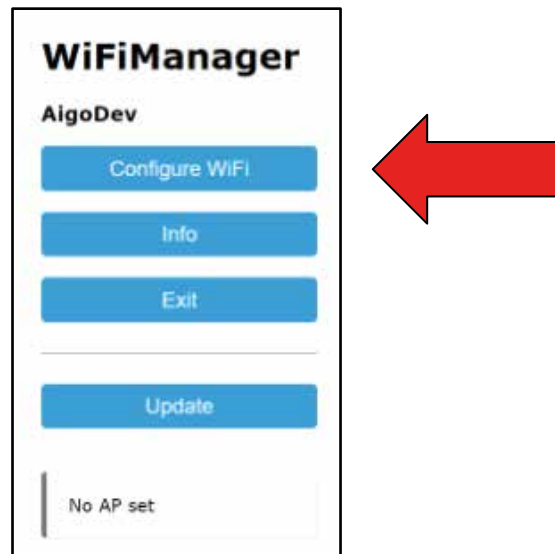 WiFiManager
AigoDev
Configure WiFi
Info
Exit
Update
No AP set